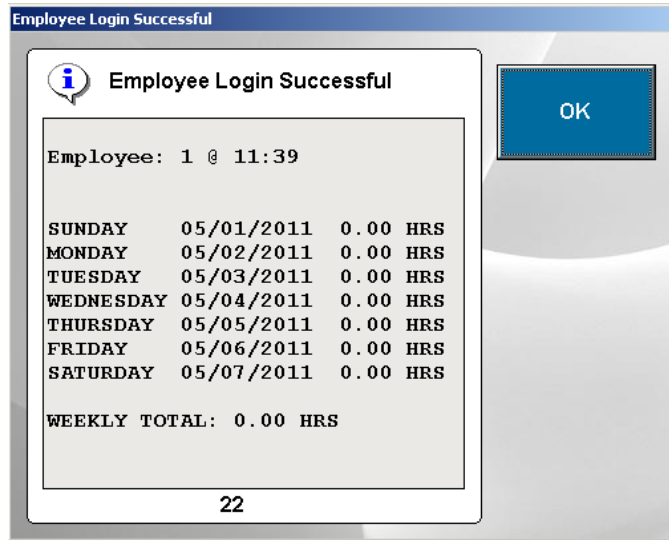 Employee Login Successful
Employee Login Successful
OK
Employee: 1 @ 11:39
SUNDAY 05/01/2011 0.00 HRS
MONDAY 05/02/2011 0.00 HRS
TUESDAY 05/03/2011 0.00 HRS
WEDNESDAY 05/04/2011 0.00 HRS
THURSDAY 05/05/2011 0.00 HRS
FRIDAY 05/06/2011 0.00 HRS
SATURDAY 05/07/2011 0.00 HRS
WEEKLY TOTAL: 0.00 HRS
22